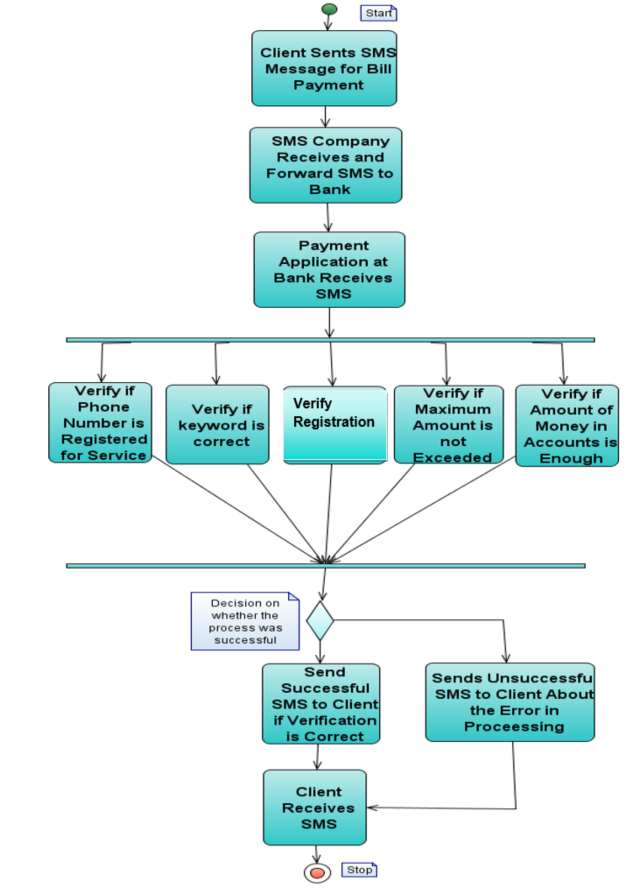 Start
Client Sents SMS
Message for Bill
Payment
SMS Company
Receives and
Forward SMS to
Bank
Payment
Application at
Bank Receives
SMS
Verify if
Phone
Number is
Registered
for Service
Verify if
keyword is
correct
Verify
Registration
Verify if
Maximum
Amount is
not
Exceeded
Verify if
Amount of
Money in
Accounts is
Enough
Decision on
whether the
process was
successful
Send
Successful
SMS to Client
if Verification
is Correct
Sends Unsuccessfu
SMS to Client About
the Error in
Proceessing
Client
Receives
SMS
Stop